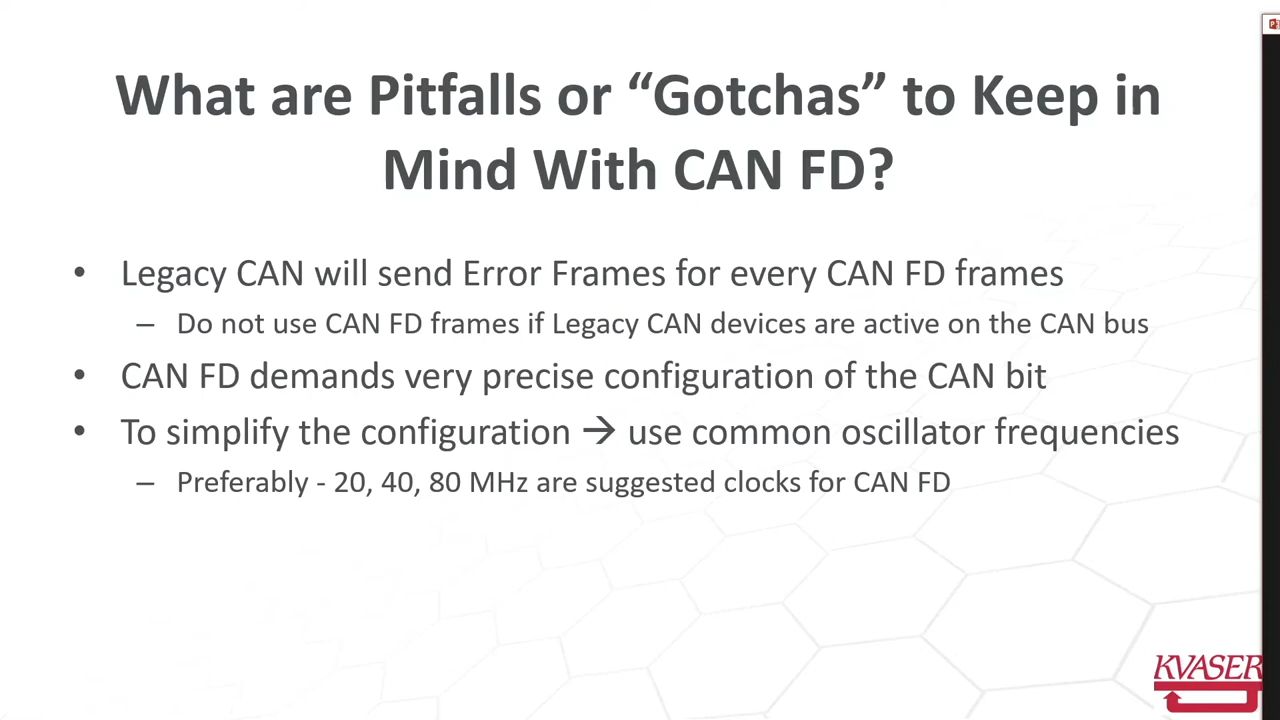 What are Pitfalls or “Gotchas” to Keep in
Mind With CAN FD?
• Legacy CAN will send Error Frames for every CAN FD frames
– Do not use CAN FD frames if Legacy CAN devices are active on the CAN bus
• CAN FD demands very precise configuration of the CAN bit
• To simplify the configuration → use common oscillator frequencies
– Preferably - 20, 40, 80 MHz are suggested clocks for CAN FD
KVASER